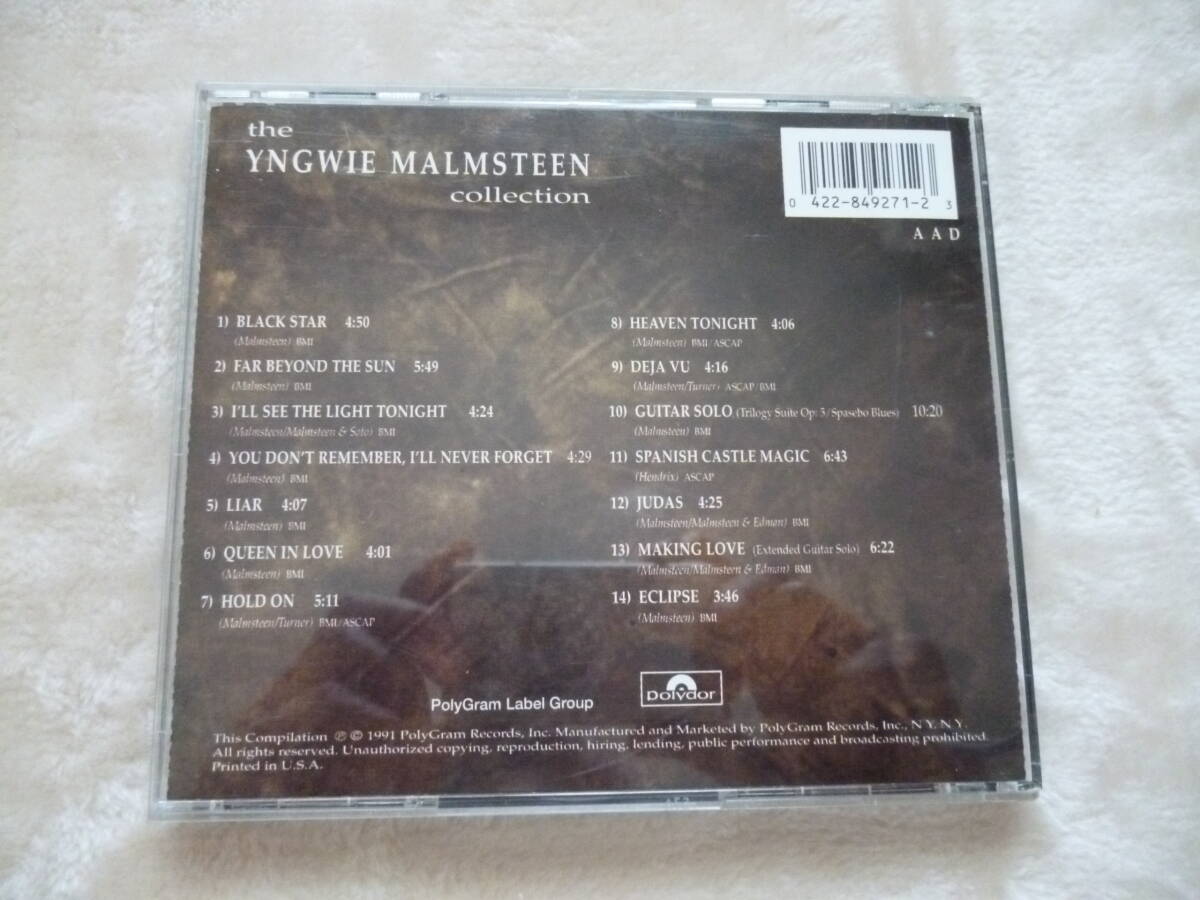 the
YNGWIE MALMSTEEN
collection
0 422-849271-2 3
A A D
1) BLACK STAR 4:50
(Malmsteen) BMI
2) FAR BEYOND THE SUN 5:49
(Malmsteen) BMI
3) I'LL SEE THE LIGHT TONIGHT 4:24
(Malmsteen/Malmsteen & Soto) BMI
4) YOU DON'T REMEMBER, I'LL NEVER FORGET 4:29
(Malmsteen) BMI
5) LIAR 4:07
(Malmsteen) BMI
6) QUEEN IN LOVE 4:01
(Malmsteen) BMI
7) HOLD ON 5:11
(Malmsteen/Turner) BMI/ASCAP
8) HEAVEN TONIGHT 4:06
(Malmsteen) BMI/ASCAP
9) DEJA VU 4:16
(Malmsteen/Turner) ASCAP/BMI
10) GUITAR SOLO (Trilogy Suite Op: 5/Spasebo Blues) 10:20
(Malmsteen) BMI
11) SPANISH CASTLE MAGIC 6:43
(Hendrix) ASCAP
12) JUDAS 4:25
(Malmsteen/Malmsteen & Edman) BMI
13) MAKING LOVE (Extended Guitar Solo) 6:22
(Malmsteen/Malmsteen & Edman) BMI
14) ECLIPSE 3:46
(Malmsteen) BMI
PolyGram Label Group
Polydor
This Compilation ℗ © 1991 PolyGram Records, Inc. Manufactured and Marketed by PolyGram Records, Inc., N.Y. N.Y.
All rights reserved. Unauthorized copying, reproduction, hiring, lending, public performance and broadcasting prohibited.
Printed in U.S.A.